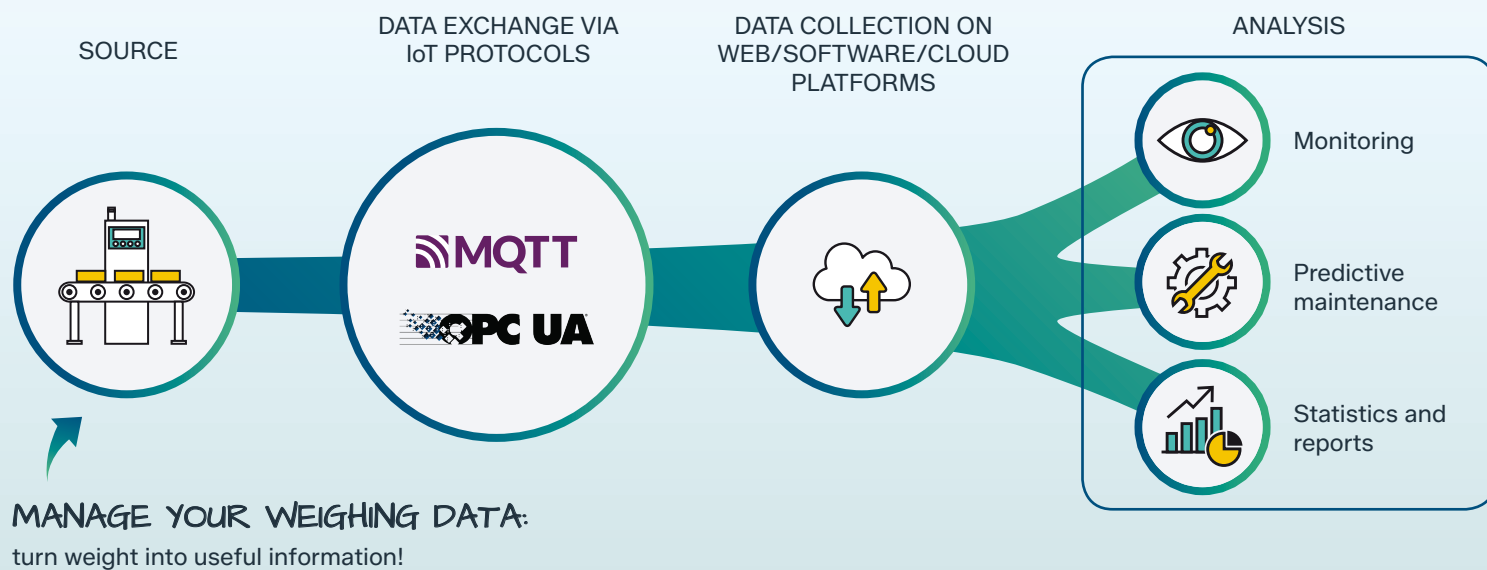 SOURCE
DATA EXCHANGE VIA
IoT PROTOCOLS
DATA COLLECTION ON
WEB/SOFTWARE/CLOUD
PLATFORMS
ANALYSIS
MQTT
OPC UA
Monitoring
Predictive
maintenance
Statistics and
reports
MANAGE YOUR WEIGHING DATA:
turn weight into useful information!